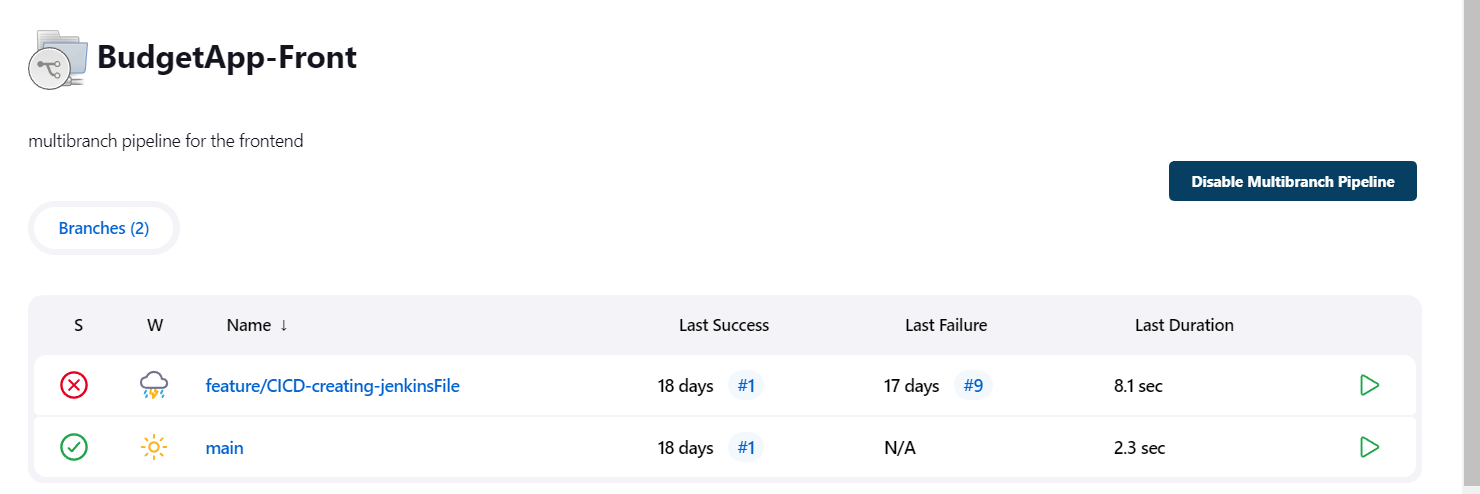 BudgetApp-Front
multibranch pipeline for the frontend
Disable Multibranch Pipeline
Branches (2)
S W Name ↓ Last Success Last Failure Last Duration
feature/CICD-creating-jenkinsFile 18 days #1 17 days #9 8.1 sec
main 18 days #1 N/A 2.3 sec